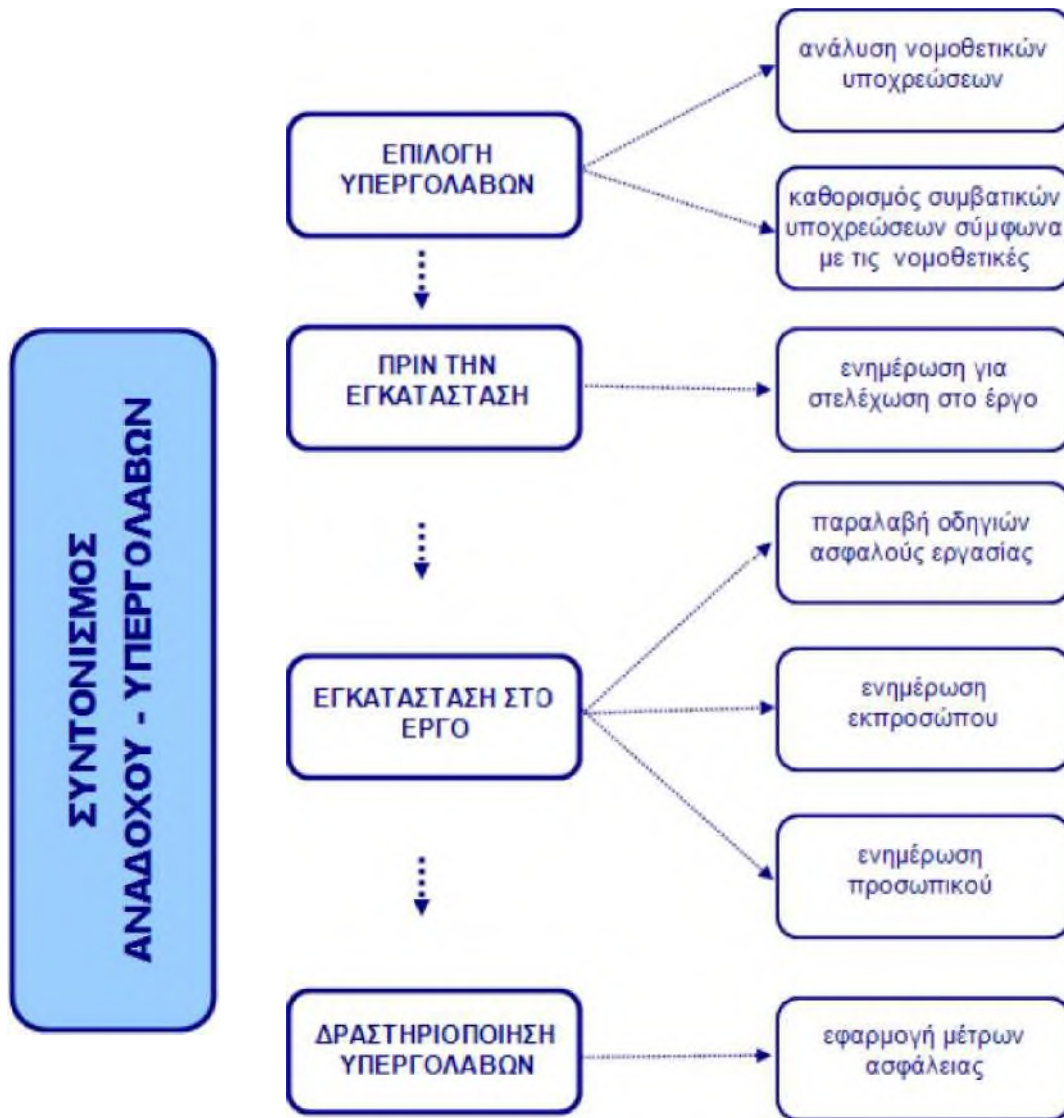 ΣΥΝΤΟΝΙΣΜΟΣ
ΑΝΑΔΟΧΟΥ - ΥΠΕΡΓΟΛΑΒΩΝ
ΕΠΙΛΟΓΗ
ΥΠΕΡΓΟΛΑΒΩΝ
ανάλυση νομοθετικών
υποχρεώσεων
καθορισμός συμβατικών
υποχρεώσεων σύμφωνα
με τις νομοθετικές
ΠΡΙΝ ΤΗΝ
ΕΓΚΑΤΑΣΤΑΣΗ
ενημέρωση για
στελέχωση στο έργο
ΕΓΚΑΤΑΣΤΑΣΗ ΣΤΟ
ΕΡΓΟ
παραλαβή οδηγιών
ασφαλούς εργασίας
ενημέρωση
εκπροσώπου
ενημέρωση
προσωπικού
ΔΡΑΣΤΗΡΙΟΠΟΙΗΣΗ
ΥΠΕΡΓΟΛΑΒΩΝ
εφαρμογή μέτρων
ασφάλειας